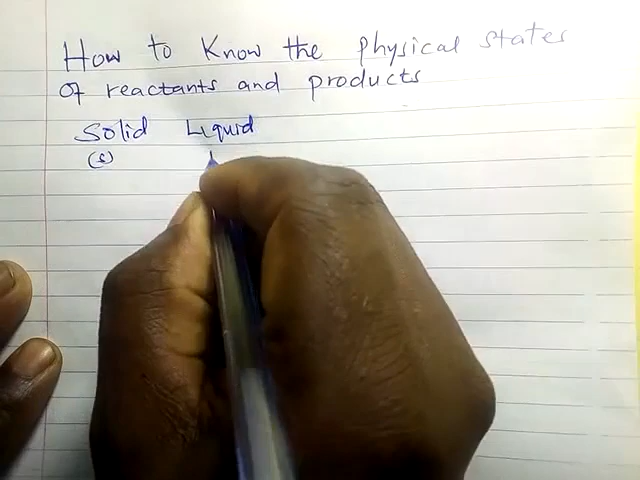 How to Know the physical states
of reactants and products
Solid Liquid
(s)